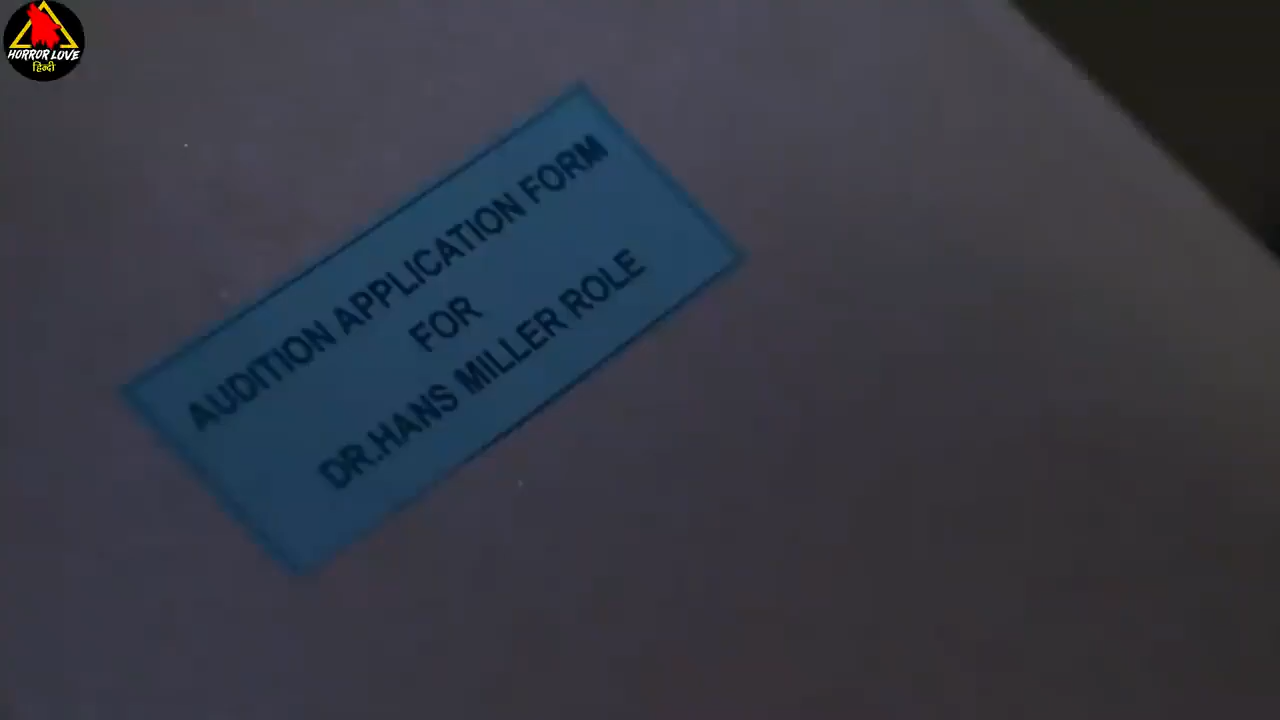 HORROR LOVE
हिन्दी
AUDITION APPLICATION FORM
FOR
DR.HANS MILLER ROLE